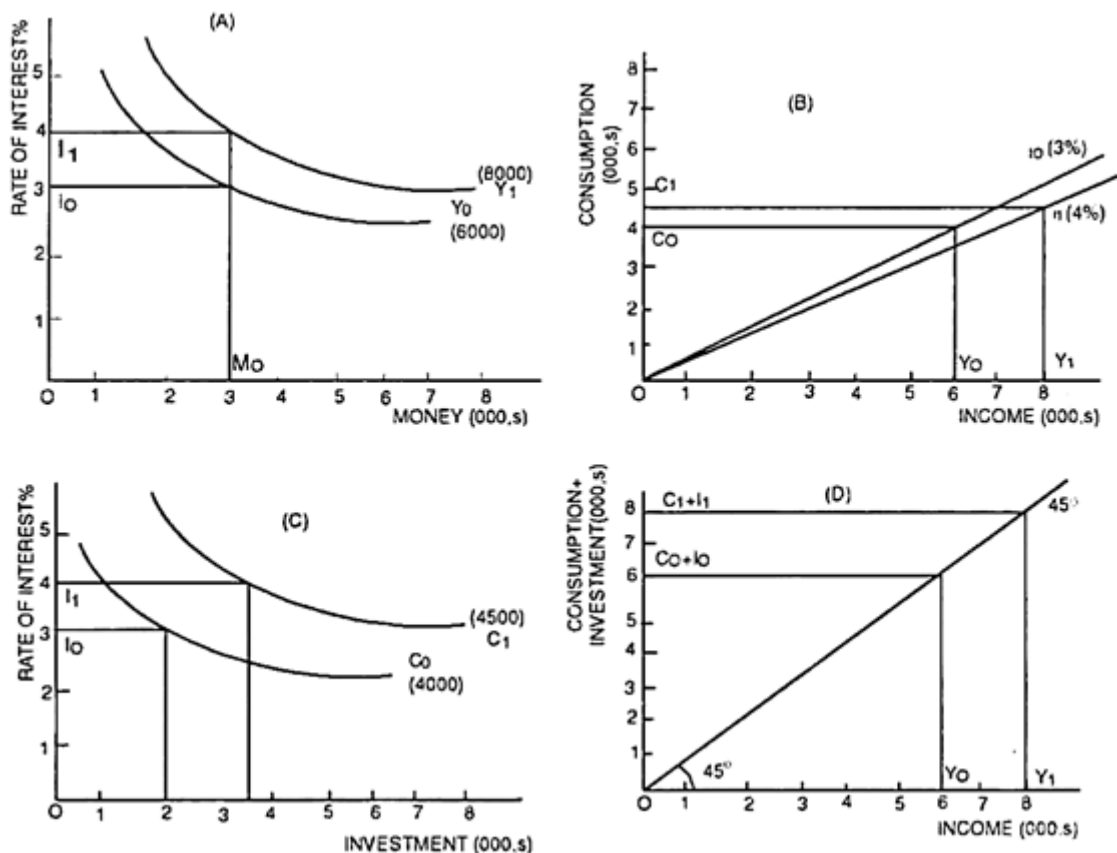 (A)
RATE OF INTEREST%
5
4
I1
3
IO
2
1
(8000)
Y1
YO
(6000)
MO
O 1 2 3 4 5 6 7 8
MONEY (000,s)
(B)
CONSUMPTION
(000,s)
8
7
6
5
C1
4
CO
3
2
1
IO (3%)
(4%)
YO Y1
O 1 2 3 4 5 6 7 8
INCOME (000,s)
(C)
RATE OF INTEREST%
5
4
I1
3
IO
2
1
(4500)
C1
CO
(4000)
O 1 2 3 4 5 6 7 8
INVESTMENT (000,s)
(D)
CONSUMPTION+
INVESTMENT(000,s)
C1+I1
8
7
CO+IO
6
5
4
3
2
1
45°
45°
YO Y1
O 1 2 3 4 5 6 7 8
INCOME (000.s)